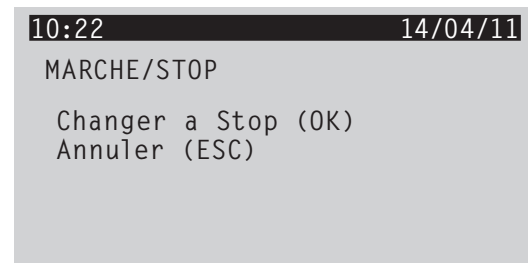 10:22 14/04/11
MARCHE/STOP
Changer a Stop (OK)
Annuler (ESC)